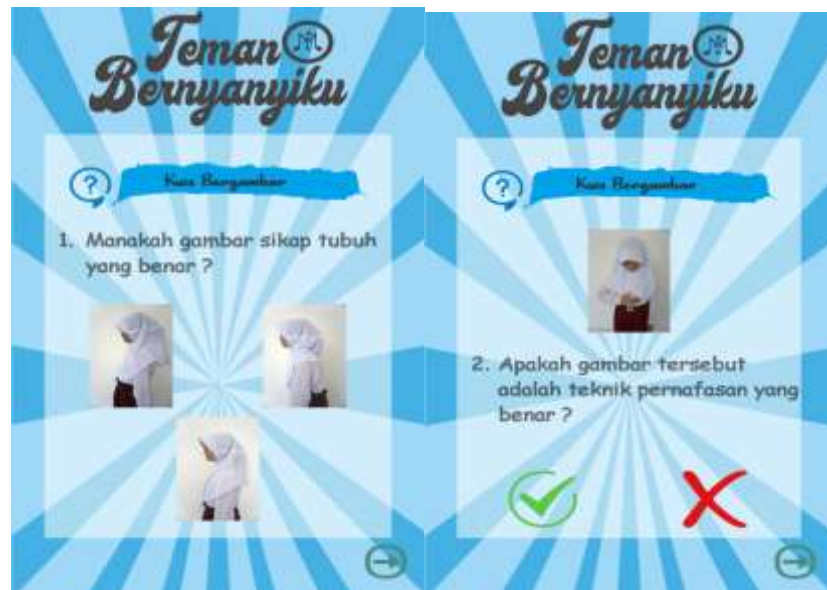 Teman
Bernyanyiku
?
Kuis Bergambar
1. Manakah gambar sikap tubuh
yang benar ?
Teman
Bernyanyiku
?
Kuis Bergambar
2. Apakah gambar tersebut
adalah teknik pernafasan yang
benar ?